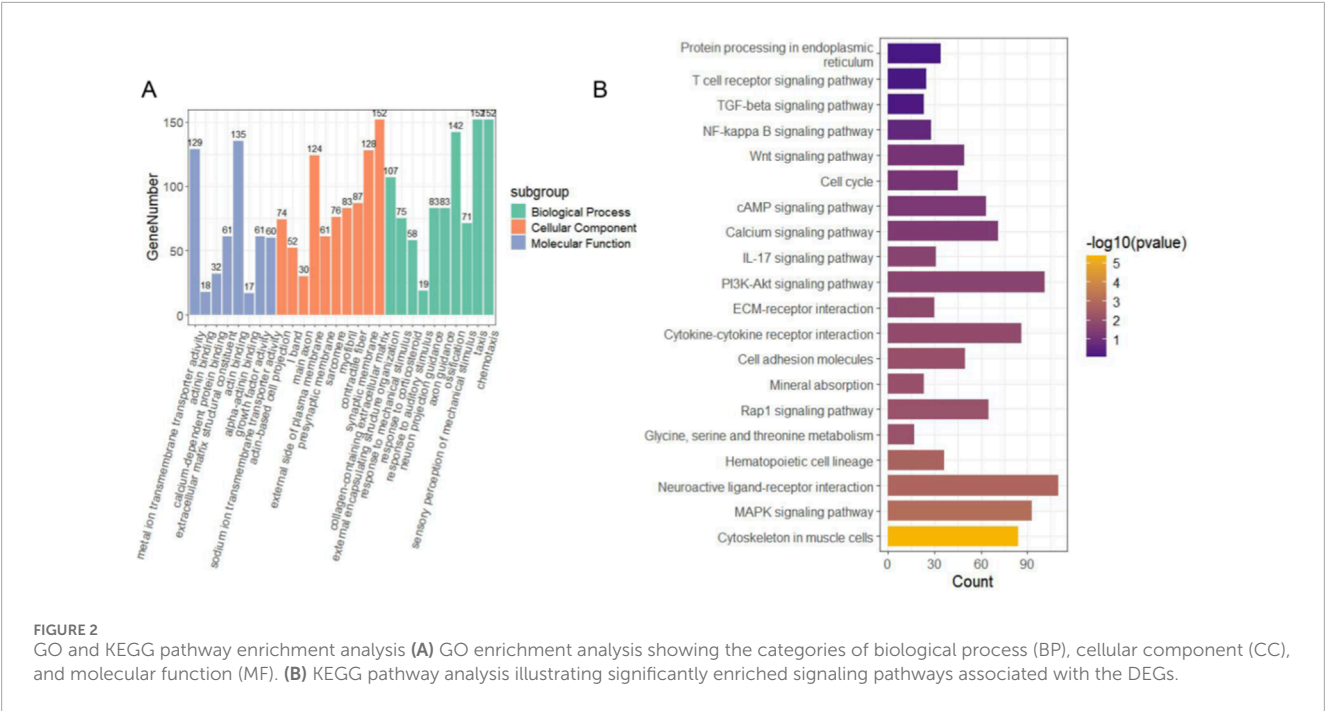 A
GeneNumber
150
100
50
0
129
18
32
61
135
17
61
60
74
52
30
124
61
76
83
87
128
152
107
75
58
19
83
83
142
71
152
152
metal ion transmembrane transporter activity
actinin binding
calcium-dependent protein binding
extracellular matrix structural constituent
actin binding
alpha-actinin binding
growth factor activity
sodium ion transmembrane transporter activity
actin-based cell projection
I band
main axon
external side of plasma membrane
presynaptic membrane
sarcomere
myofibril
contractile fiber
synaptic membrane
collagen-containing extracellular matrix
external encapsulating structure organization
response to mechanical stimulus
response to corticosteroid
response to auditory stimulus
neuron projection guidance
axon guidance
ossification
sensory perception of mechanical stimulus
taxis
chemotaxis
subgroup
Biological Process
Cellular Component
Molecular Function
B
Protein processing in endoplasmic
reticulum
T cell receptor signaling pathway
TGF-beta signaling pathway
NF-kappa B signaling pathway
Wnt signaling pathway
Cell cycle
cAMP signaling pathway
Calcium signaling pathway
IL-17 signaling pathway
PI3K-Akt signaling pathway
ECM-receptor interaction
Cytokine-cytokine receptor interaction
Cell adhesion molecules
Mineral absorption
Rap1 signaling pathway
Glycine, serine and threonine metabolism
Hematopoietic cell lineage
Neuroactive ligand-receptor interaction
MAPK signaling pathway
Cytoskeleton in muscle cells
0 30 60 90
Count
-log10(pvalue)
5
4
3
2
1
FIGURE 2
GO and KEGG pathway enrichment analysis (A) GO enrichment analysis showing the categories of biological process (BP), cellular component (CC),
and molecular function (MF). (B) KEGG pathway analysis illustrating significantly enriched signaling pathways associated with the DEGs.